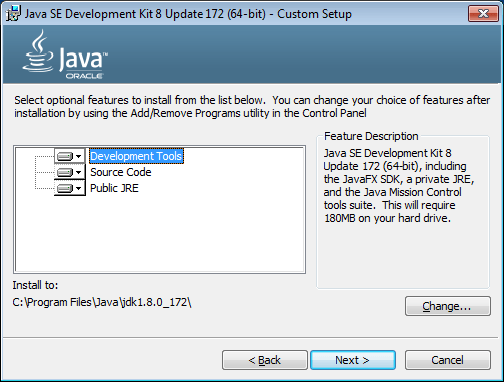 Java SE Development Kit 8 Update 172 (64-bit) - Custom Setup
Java™
ORACLE
Select optional features to install from the list below. You can change your choice of features after
installation by using the Add/Remove Programs utility in the Control Panel
Development Tools
Source Code
Public JRE
Feature Description
Java SE Development Kit 8
Update 172 (64-bit), including
the JavaFX SDK, a private JRE,
and the Java Mission Control
tools suite. This will require
180MB on your hard drive.
Install to:
C:\Program Files\Java\jdk1.8.0_172\
Change...
< Back
Next >
Cancel